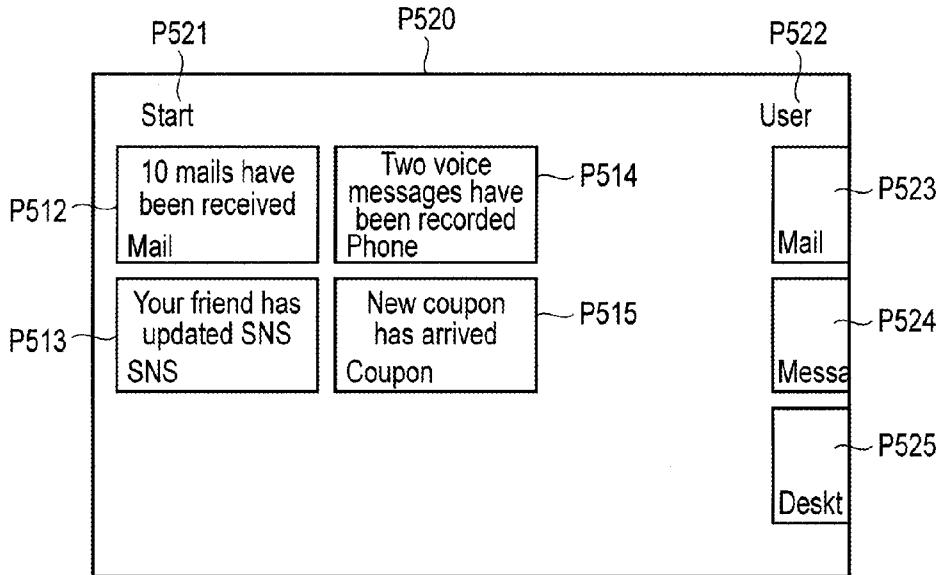 P521
P520
P522
Start
User
10 mails have
been received
Mail
P512
Two voice
messages have
been recorded
Phone
P514
Mail
P523
Your friend has
updated SNS
SNS
P513
New coupon
has arrived
Coupon
P515
Messa
P524
Deskt
P525